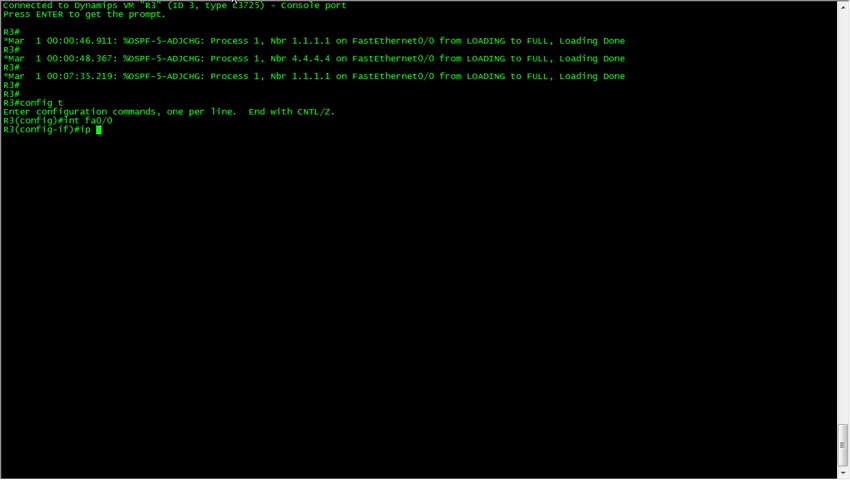 Connected to Dynamips VM "R3" (ID 3, type c3725) - Console port
Press ENTER to get the prompt.
R3#
*Mar  1 00:00:46.911: %OSPF-5-ADJCHG: Process 1, Nbr 1.1.1.1 on FastEthernet0/0 from LOADING to FULL, Loading Done
R3#
*Mar  1 00:00:48.367: %OSPF-5-ADJCHG: Process 1, Nbr 4.4.4.4 on FastEthernet0/0 from LOADING to FULL, Loading Done
R3#
*Mar  1 00:07:35.219: %OSPF-5-ADJCHG: Process 1, Nbr 1.1.1.1 on FastEthernet0/0 from LOADING to FULL, Loading Done
R3#
R3#
R3#config t
Enter configuration commands, one per line.  End with CNTL/Z.
R3(config)#int fa0/0
R3(config-if)#ip